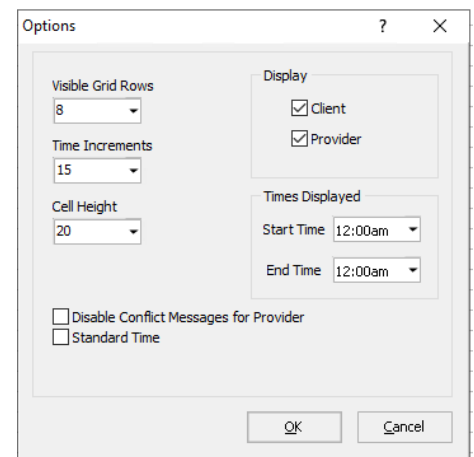 Options ?
Visible Grid Rows
8
Time Increments
15
Cell Height
20
Display
Client
Provider
Times Displayed
Start Time 12:00am
End Time 12:00am
Disable Conflict Messages for Provider
Standard Time
OK Cancel